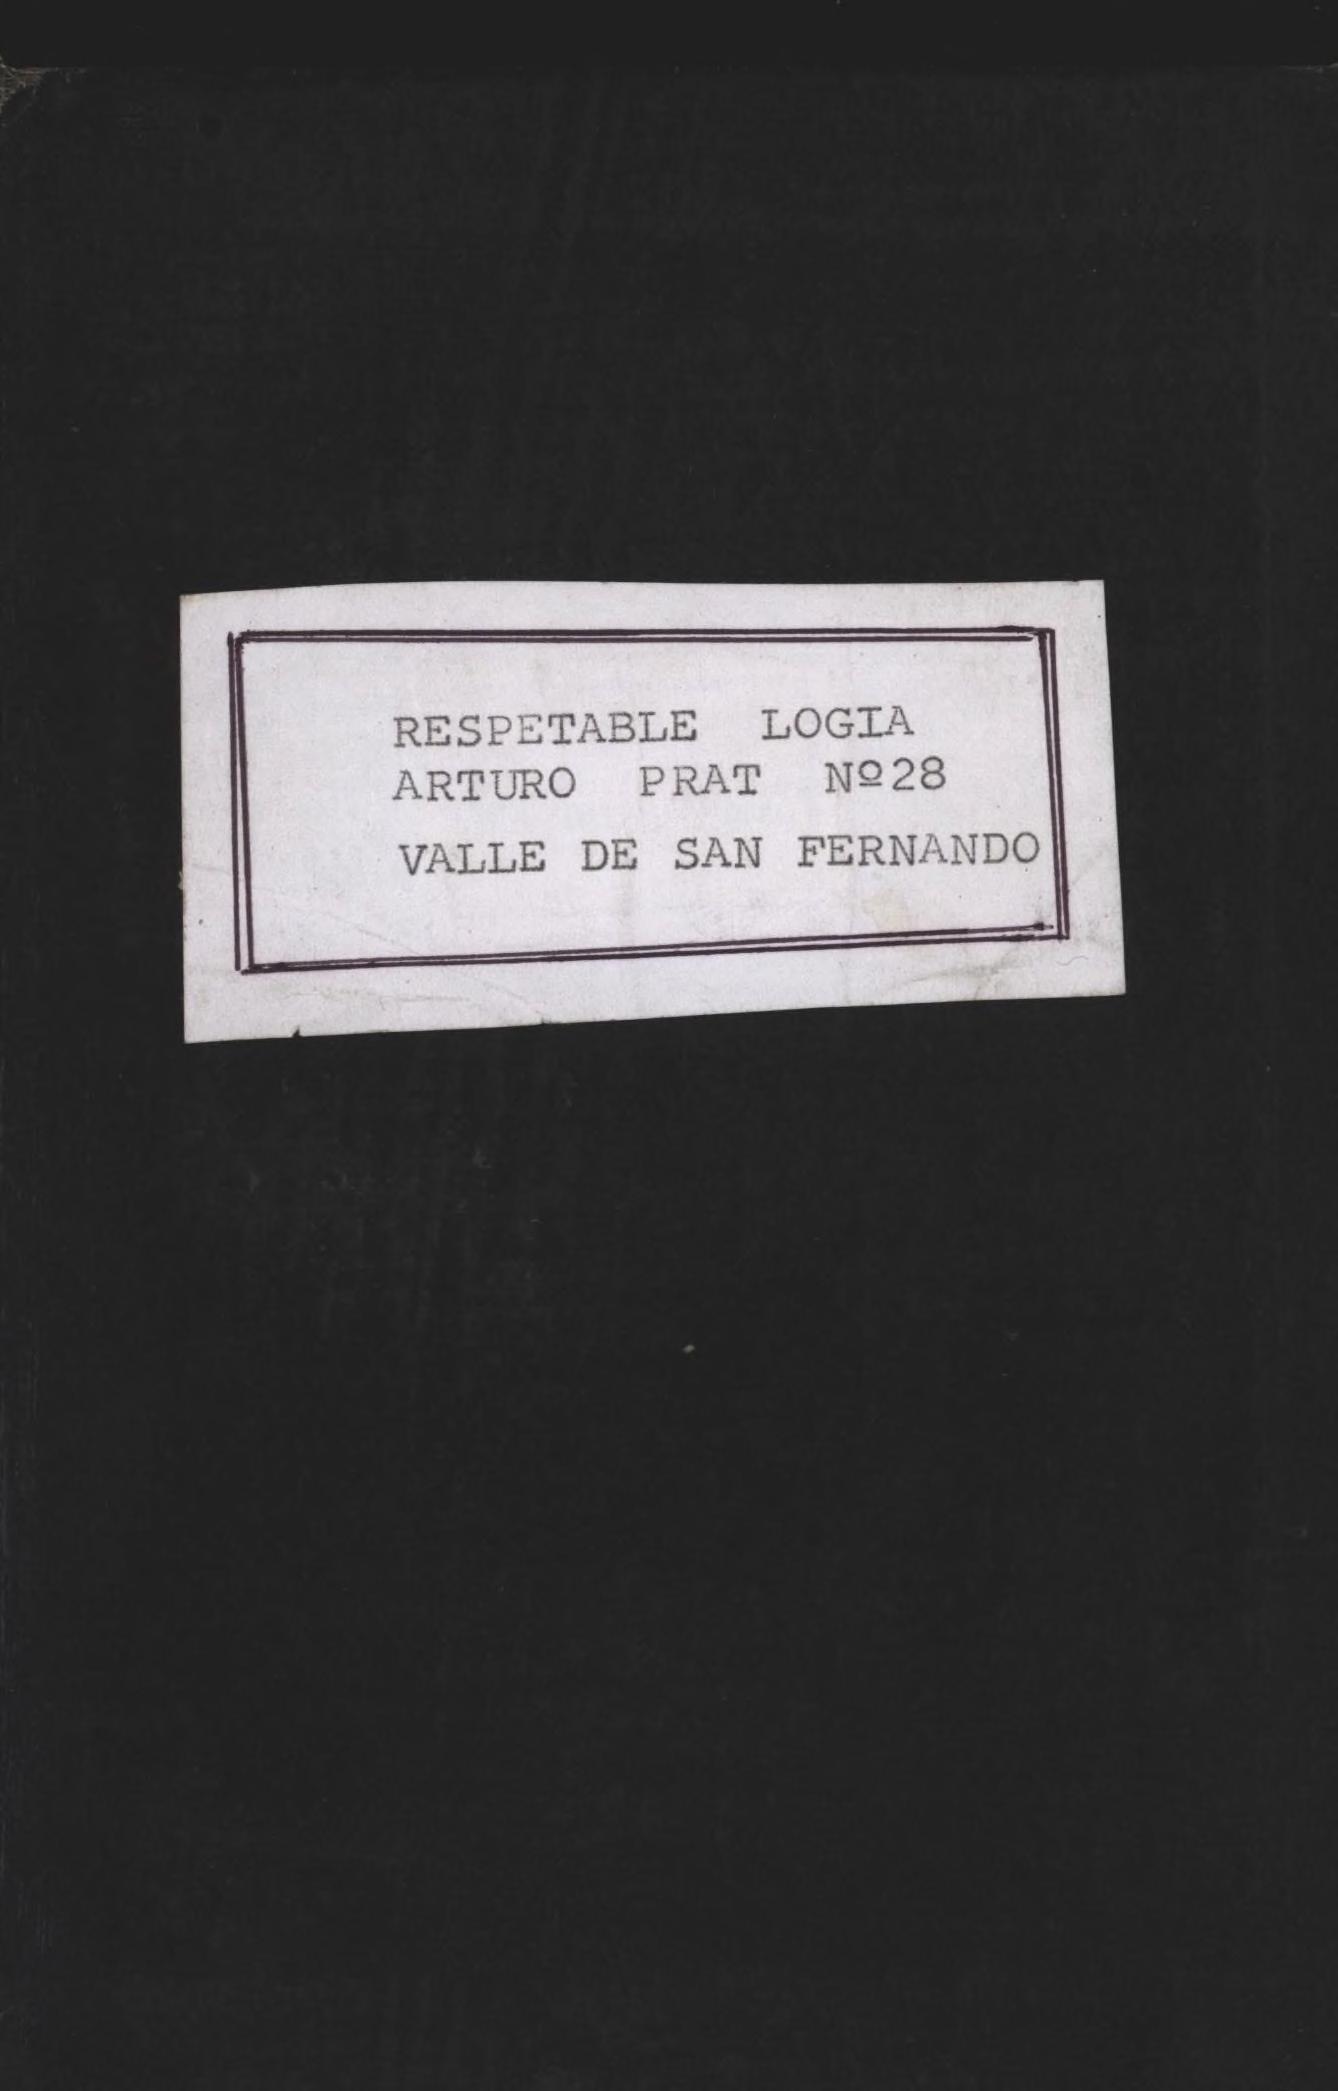 RESPETABLE LOGIA
ARTURO PRAT Nº28
VALLE DE SAN FERNANDO